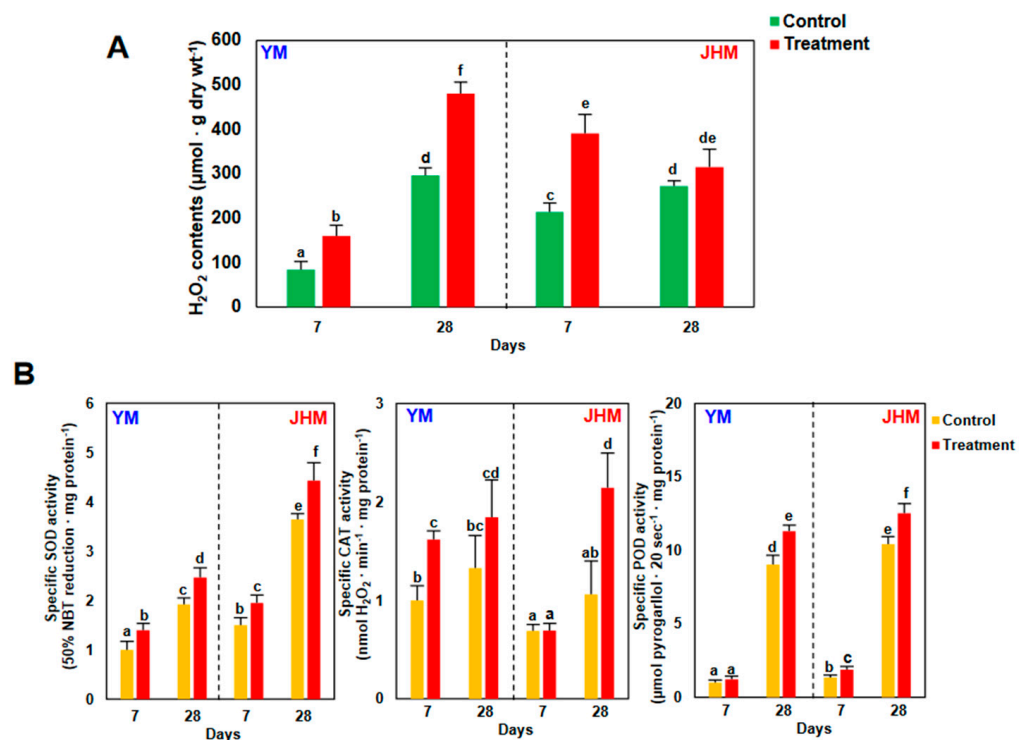 A
Control
Treatment
H₂O₂ contents (µmol · g dry wt⁻¹)
600
500
400
300
200
100
0
YM
JHM
a
b
d
f
c
e
d
de
7
28
7
28
Days
B
Specific SOD activity
(50% NBT reduction · mg protein⁻¹)
6
5
4
3
2
1
0
YM
JHM
a
b
c
d
b
c
e
f
7
28
7
28
Days
Specific CAT activity
(nmol H₂O₂ · min⁻¹ · mg protein⁻¹)
3
2
1
0
YM
JHM
b
c
bc
cd
a
a
ab
d
7
28
7
28
Days
Specific POD activity
(µmol pyrogarllol · 20 sec⁻¹ · mg protein⁻¹)
20
15
10
5
0
YM
JHM
a
a
d
e
b
c
e
f
7
28
7
28
Days
Control
Treatment